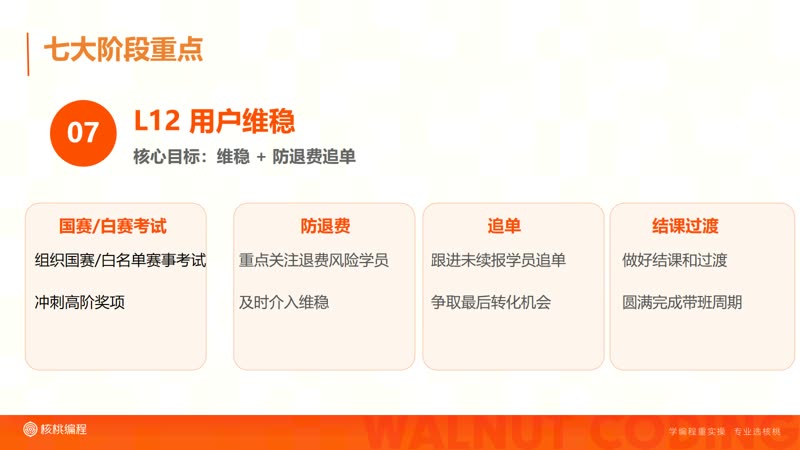 七大阶段重点
07
L12 用户维稳
核心目标：维稳 + 防退费追单
国赛/白赛考试
组织国赛/白名单赛事考试
冲刺高阶奖项
防退费
重点关注退费风险学员
及时介入维稳
追单
跟进未续报学员追单
争取最后转化机会
结课过渡
做好结课和过渡
圆满完成带班周期
核桃编程
WALNUT CODING
学编程重实操 专业选核桃